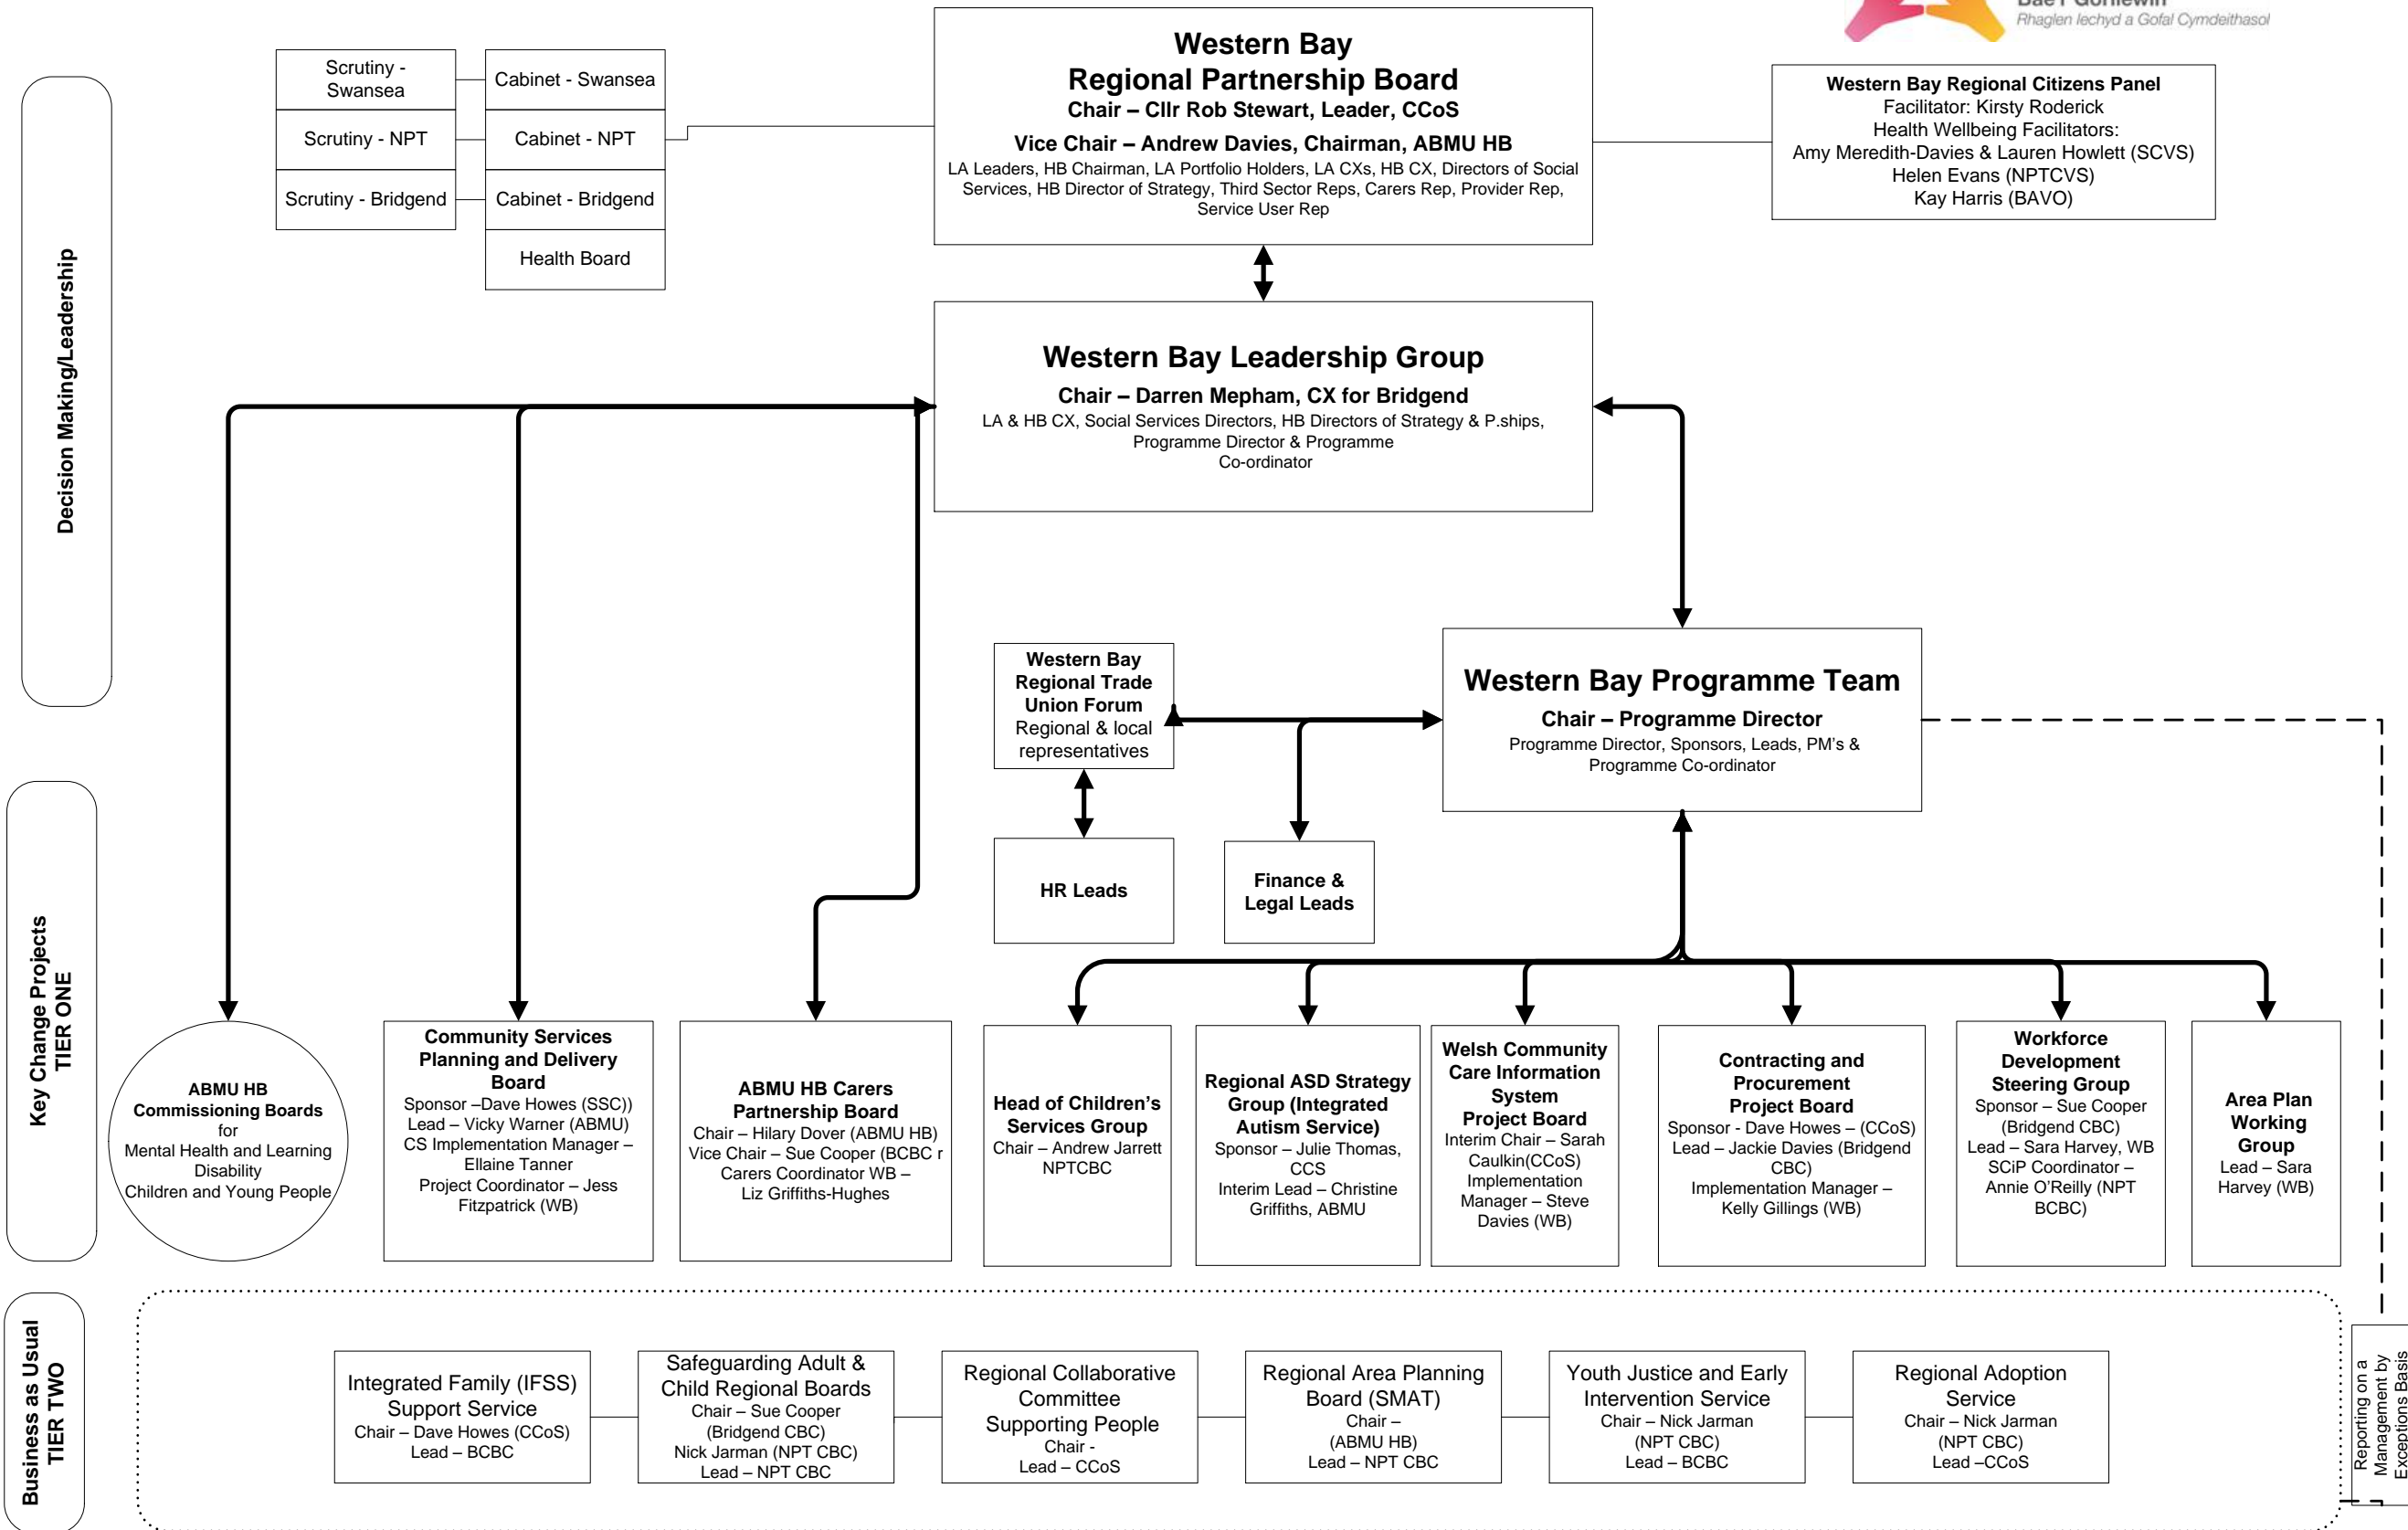 Bae'r Gorllewin
Rhaglen Iechyd a Gofal Cymdeithasol
Decision Making/Leadership
Scrutiny -
Swansea
Cabinet - Swansea
Scrutiny - NPT
Cabinet - NPT
Scrutiny - Bridgend
Cabinet - Bridgend
Health Board
Western Bay
Regional Partnership Board
Chair – Cllr Rob Stewart, Leader, CCoS
Vice Chair – Andrew Davies, Chairman, ABMU HB
LA Leaders, HB Chairman, LA Portfolio Holders, LA CXs, HB CX, Directors of Social
Services, HB Director of Strategy, Third Sector Reps, Carers Rep, Provider Rep,
Service User Rep
Western Bay Regional Citizens Panel
Facilitator: Kirsty Roderick
Health Wellbeing Facilitators:
Amy Meredith-Davies & Lauren Howlett (SCVS)
Helen Evans (NPTCVS)
Kay Harris (BAVO)
Western Bay Leadership Group
Chair – Darren Mepham, CX for Bridgend
LA & HB CX, Social Services Directors, HB Directors of Strategy & P.ships,
Programme Director & Programme
Co-ordinator
Western Bay
Regional Trade
Union Forum
Regional & local
representatives
Western Bay Programme Team
Chair – Programme Director
Programme Director, Sponsors, Leads, PM's &
Programme Co-ordinator
HR Leads
Finance &
Legal Leads
Key Change Projects
TIER ONE
ABMU HB
Commissioning Boards
for
Mental Health and Learning
Disability
Children and Young People
Community Services
Planning and Delivery
Board
Sponsor –Dave Howes (SSC))
Lead – Vicky Warner (ABMU)
CS Implementation Manager –
Ellaine Tanner
Project Coordinator – Jess
Fitzpatrick (WB)
ABMU HB Carers
Partnership Board
Chair – Hilary Dover (ABMU HB)
Vice Chair – Sue Cooper (BCBC r
Carers Coordinator WB –
Liz Griffiths-Hughes
Head of Children's
Services Group
Chair – Andrew Jarrett
NPTCBC
Regional ASD Strategy
Group (Integrated
Autism Service)
Sponsor – Julie Thomas,
CCS
Interim Lead – Christine
Griffiths, ABMU
Welsh Community
Care Information
System
Project Board
Interim Chair – Sarah
Caulkin(CCoS)
Implementation
Manager – Steve
Davies (WB)
Contracting and
Procurement
Project Board
Sponsor - Dave Howes – (CCoS)
Lead – Jackie Davies (Bridgend
CBC)
Implementation Manager –
Kelly Gillings (WB)
Workforce
Development
Steering Group
Sponsor – Sue Cooper
(Bridgend CBC)
Lead – Sara Harvey, WB
SCiP Coordinator –
Annie O'Reilly (NPT
BCBC)
Area Plan
Working
Group
Lead – Sara
Harvey (WB)
Business as Usual
TIER TWO
Integrated Family (IFSS)
Support Service
Chair – Dave Howes (CCoS)
Lead – BCBC
Safeguarding Adult &
Child Regional Boards
Chair – Sue Cooper
(Bridgend CBC)
Nick Jarman (NPT CBC)
Lead – NPT CBC
Regional Collaborative
Committee
Supporting People
Chair -
Lead – CCoS
Regional Area Planning
Board (SMAT)
Chair –
(ABMU HB)
Lead – NPT CBC
Youth Justice and Early
Intervention Service
Chair – Nick Jarman
(NPT CBC)
Lead – BCBC
Regional Adoption
Service
Chair – Nick Jarman
(NPT CBC)
Lead –CCoS
Reporting on a
Management by
Exceptions Basis